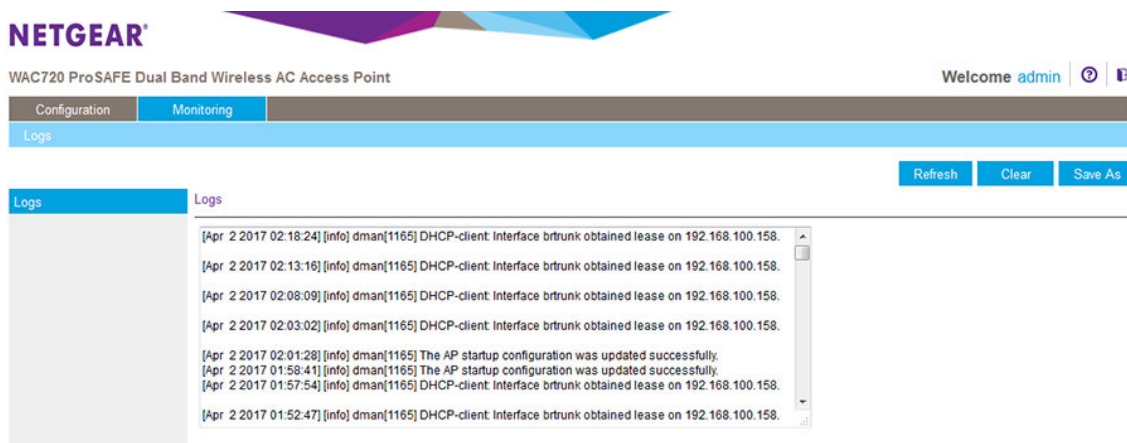 NETGEAR®
WAC720 ProSAFE Dual Band Wireless AC Access Point
Welcome admin
Configuration
Monitoring
Logs
Refresh
Clear
Save As
Logs
Logs
[Apr 2 2017 02:18:24] [info] dman[1165] DHCP-client: Interface brtrunk obtained lease on 192.168.100.158.
[Apr 2 2017 02:13:16] [info] dman[1165] DHCP-client: Interface brtrunk obtained lease on 192.168.100.158.
[Apr 2 2017 02:08:09] [info] dman[1165] DHCP-client: Interface brtrunk obtained lease on 192.168.100.158.
[Apr 2 2017 02:03:02] [info] dman[1165] DHCP-client: Interface brtrunk obtained lease on 192.168.100.158.
[Apr 2 2017 02:01:28] [info] dman[1165] The AP startup configuration was updated successfully.
[Apr 2 2017 01:58:41] [info] dman[1165] The AP startup configuration was updated successfully.
[Apr 2 2017 01:57:54] [info] dman[1165] DHCP-client: Interface brtrunk obtained lease on 192.168.100.158.
[Apr 2 2017 01:52:47] [info] dman[1165] DHCP-client: Interface brtrunk obtained lease on 192.168.100.158.